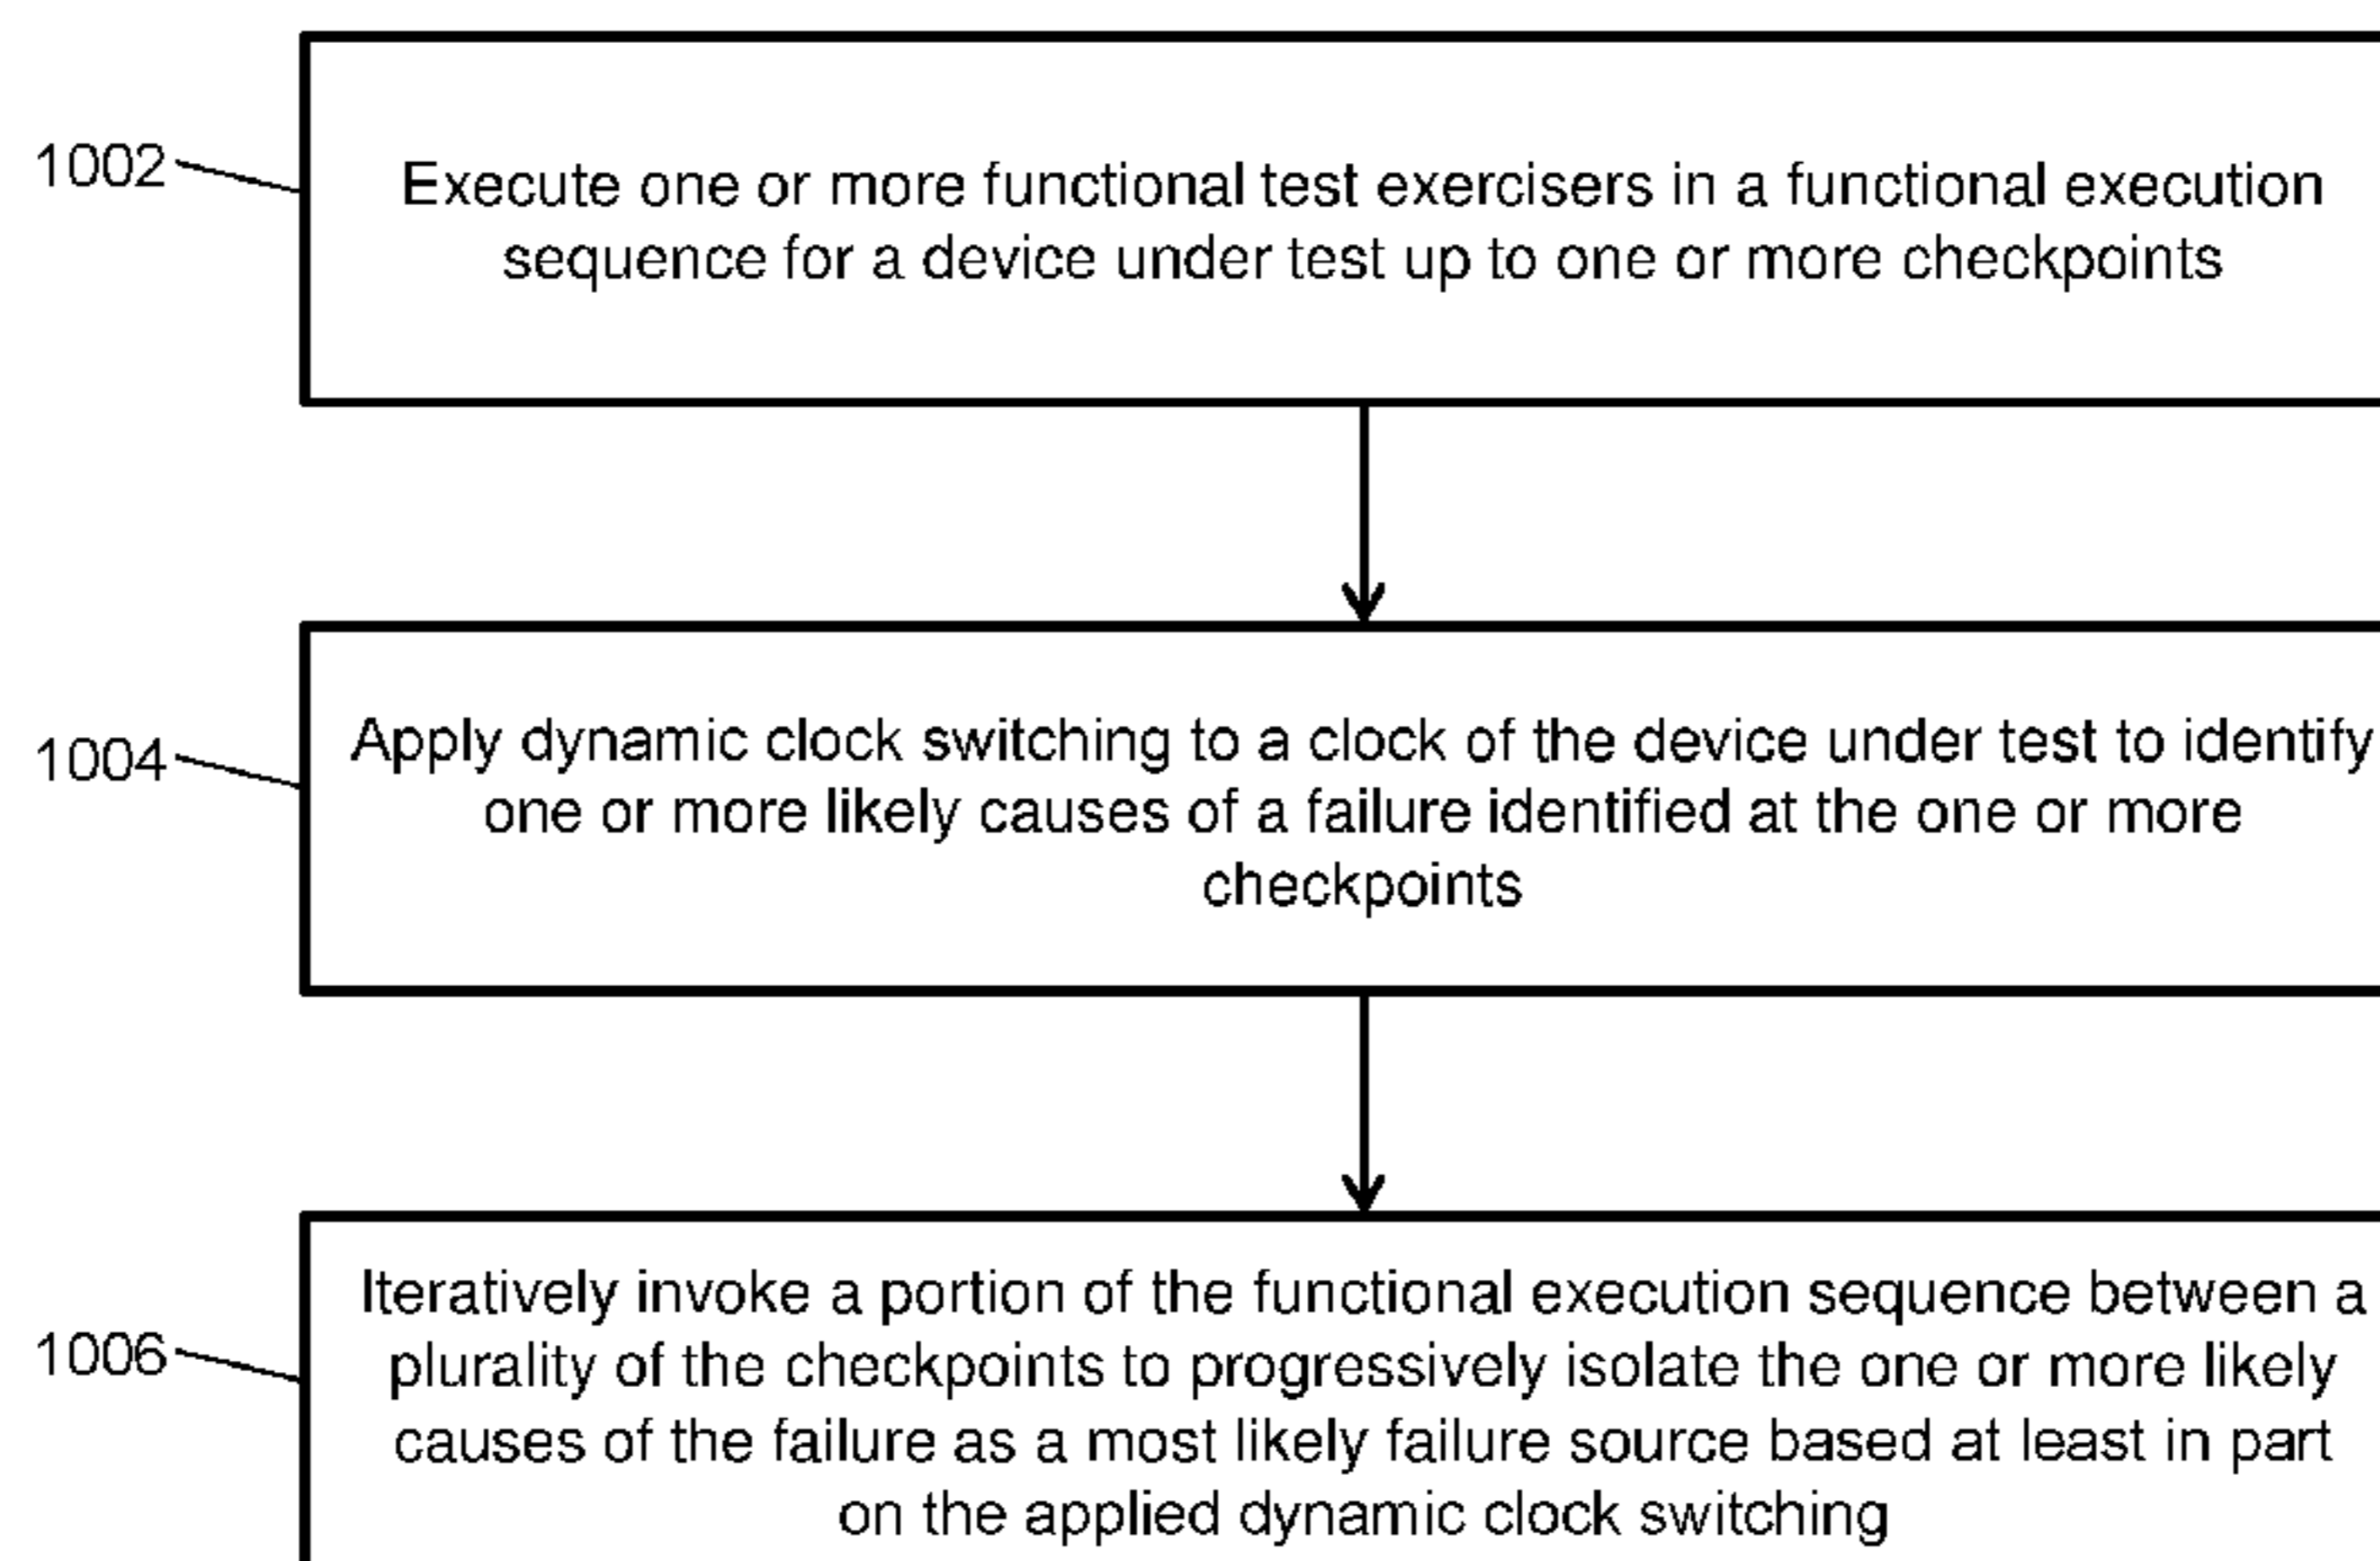 1002
Execute one or more functional test exercisers in a functional execution
sequence for a device under test up to one or more checkpoints
1004
Apply dynamic clock switching to a clock of the device under test to identify
one or more likely causes of a failure identified at the one or more
checkpoints
1006
Iteratively invoke a portion of the functional execution sequence between a
plurality of the checkpoints to progressively isolate the one or more likely
causes of the failure as a most likely failure source based at least in part
on the applied dynamic clock switching